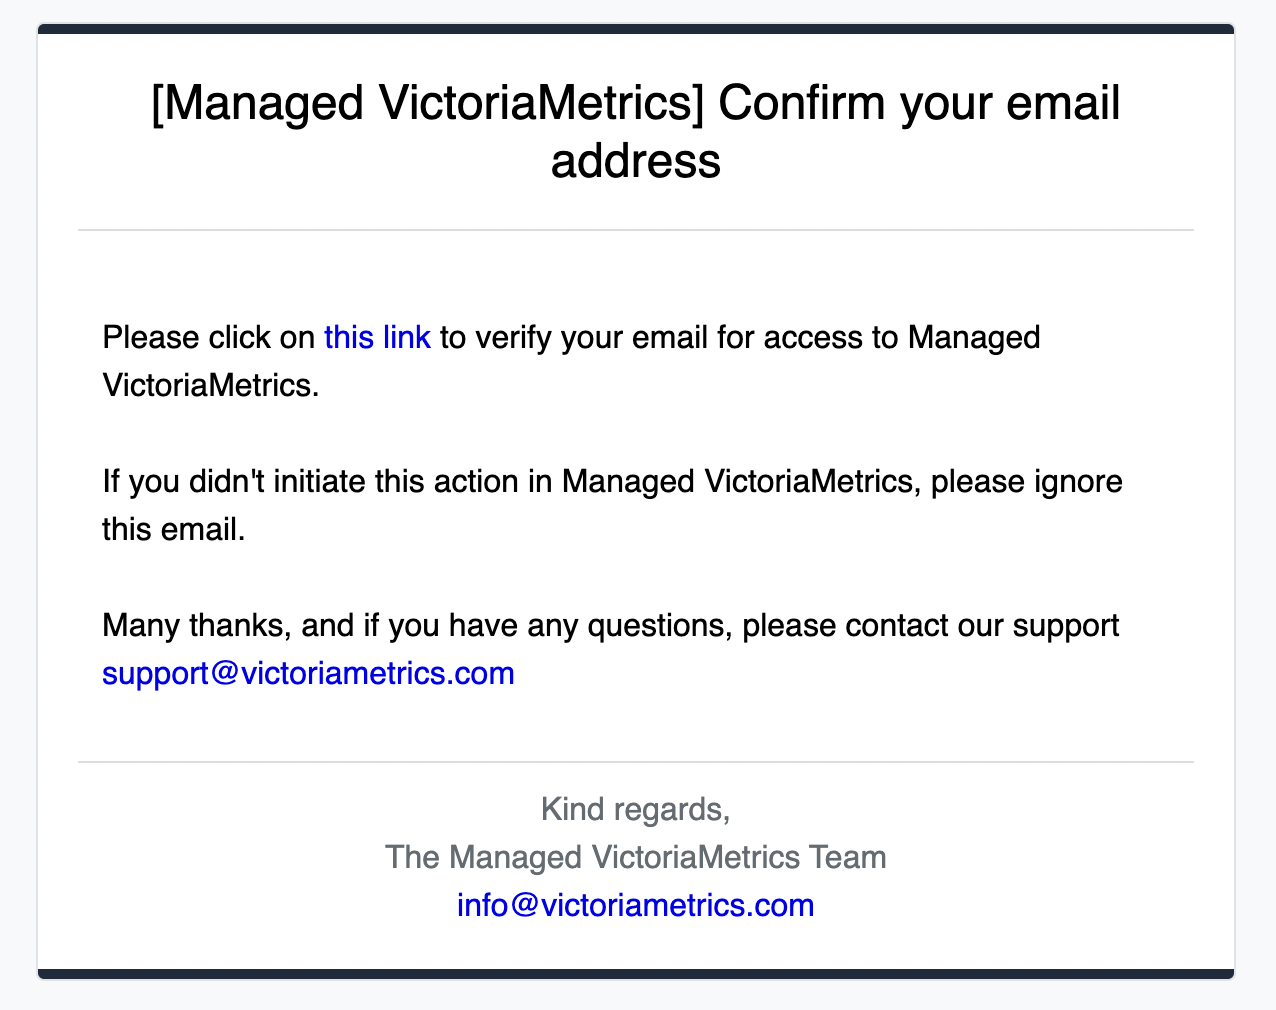 [Managed VictoriaMetrics] Confirm your email
address
Please click on this link to verify your email for access to Managed
VictoriaMetrics.
If you didn't initiate this action in Managed VictoriaMetrics, please ignore
this email.
Many thanks, and if you have any questions, please contact our support
support@victoriametrics.com
Kind regards,
The Managed VictoriaMetrics Team
info@victoriametrics.com